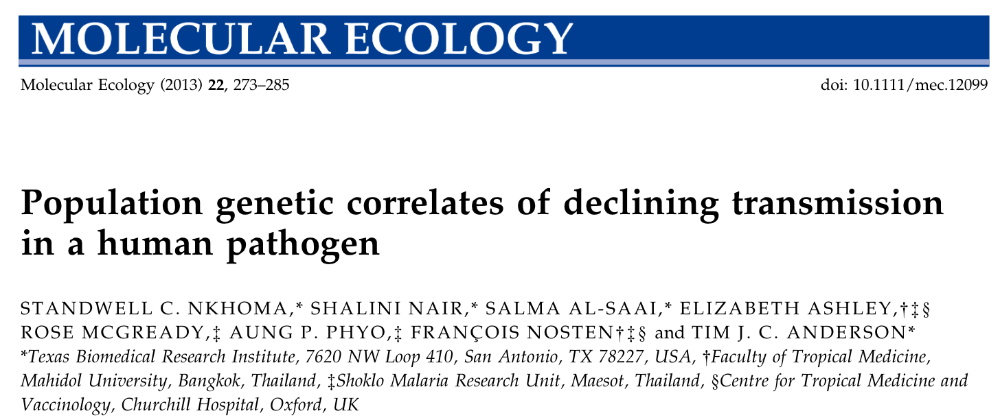 MOLECULAR ECOLOGY
Molecular Ecology (2013) 22, 273–285
doi: 10.1111/mec.12099
Population genetic correlates of declining transmission
in a human pathogen
STANDWELL C. NKHOMA,* SHALINI NAIR,* SALMA AL-SAAI,* ELIZABETH ASHLEY,†‡§
ROSE MCGREADY,‡ AUNG P. PHYO,‡ FRANÇOIS NOSTEN†‡§ and TIM J. C. ANDERSON*
*Texas Biomedical Research Institute, 7620 NW Loop 410, San Antonio, TX 78227, USA, †Faculty of Tropical Medicine,
Mahidol University, Bangkok, Thailand, ‡Shoklo Malaria Research Unit, Maesot, Thailand, §Centre for Tropical Medicine and
Vaccinology, Churchill Hospital, Oxford, UK